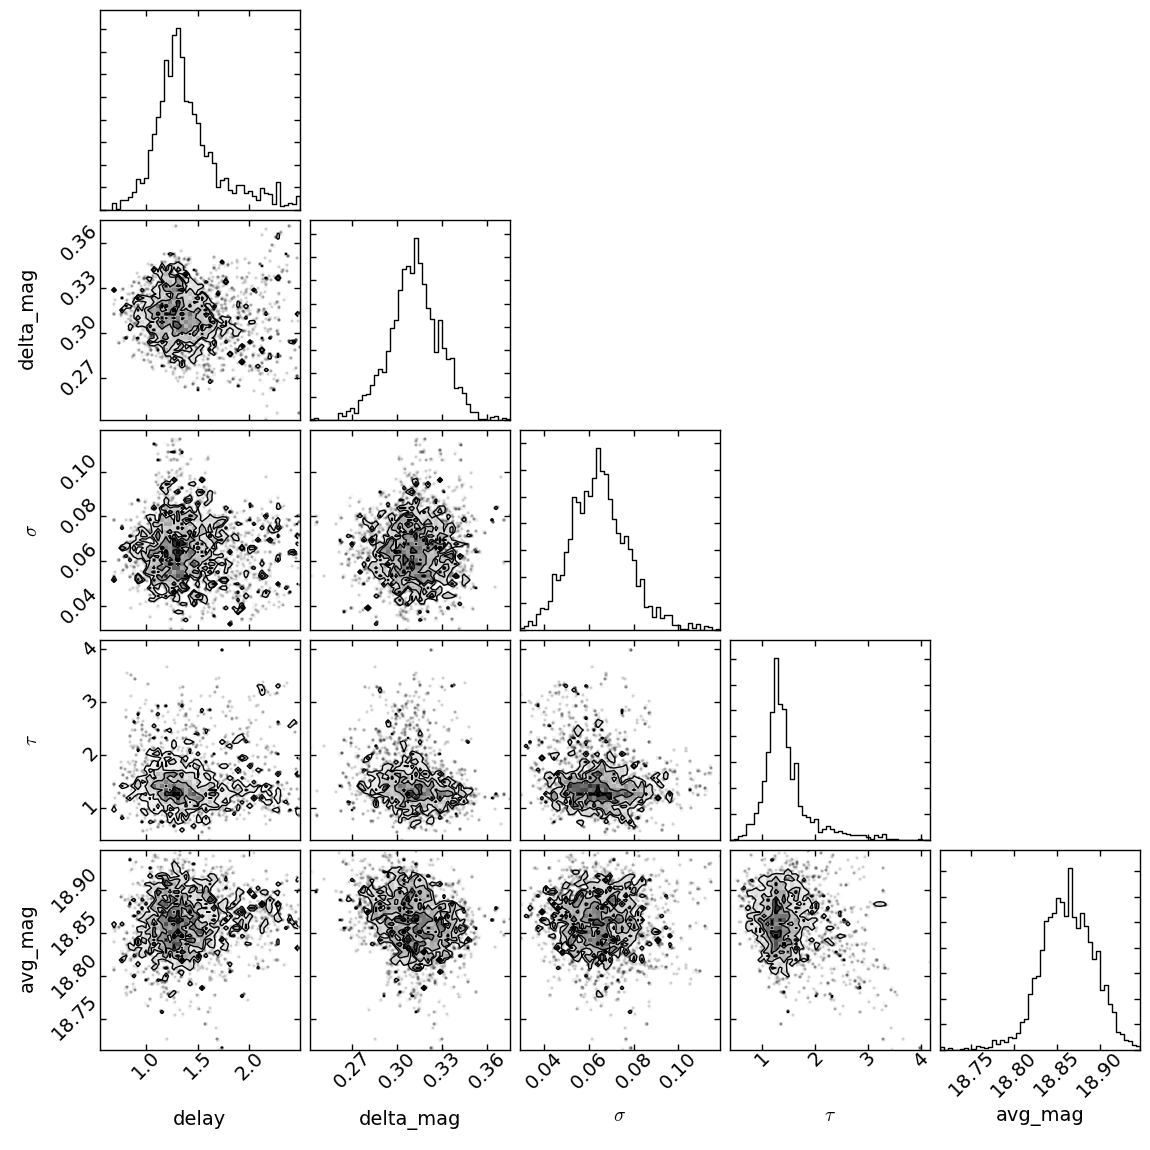 0.36
0.33
0.30
0.27
delta_mag
0.10
0.08
0.06
0.04
σ
4
3
2
1
τ
18.90
18.85
18.80
18.75
avg_mag
1.0 1.5 2.0
0.27 0.30 0.33 0.36
0.04 0.06 0.08 0.10
1 2 3 4
18.75 18.80 18.85 18.90
delay delta_mag σ τ avg_mag